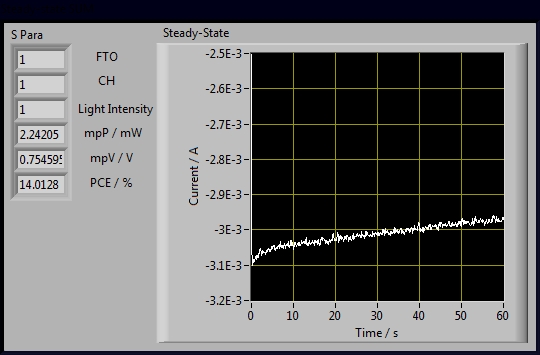 S Para
1 FTO
1 CH
1 Light Intensity
2.24205 mpP / mW
0.754595 mpV / V
14.0128 PCE / %
Steady-State
Current / A
-2.5E-3
-2.6E-3
-2.7E-3
-2.8E-3
-2.9E-3
-3E-3
-3.1E-3
-3.2E-3
0 10 20 30 40 50 60
Time / s